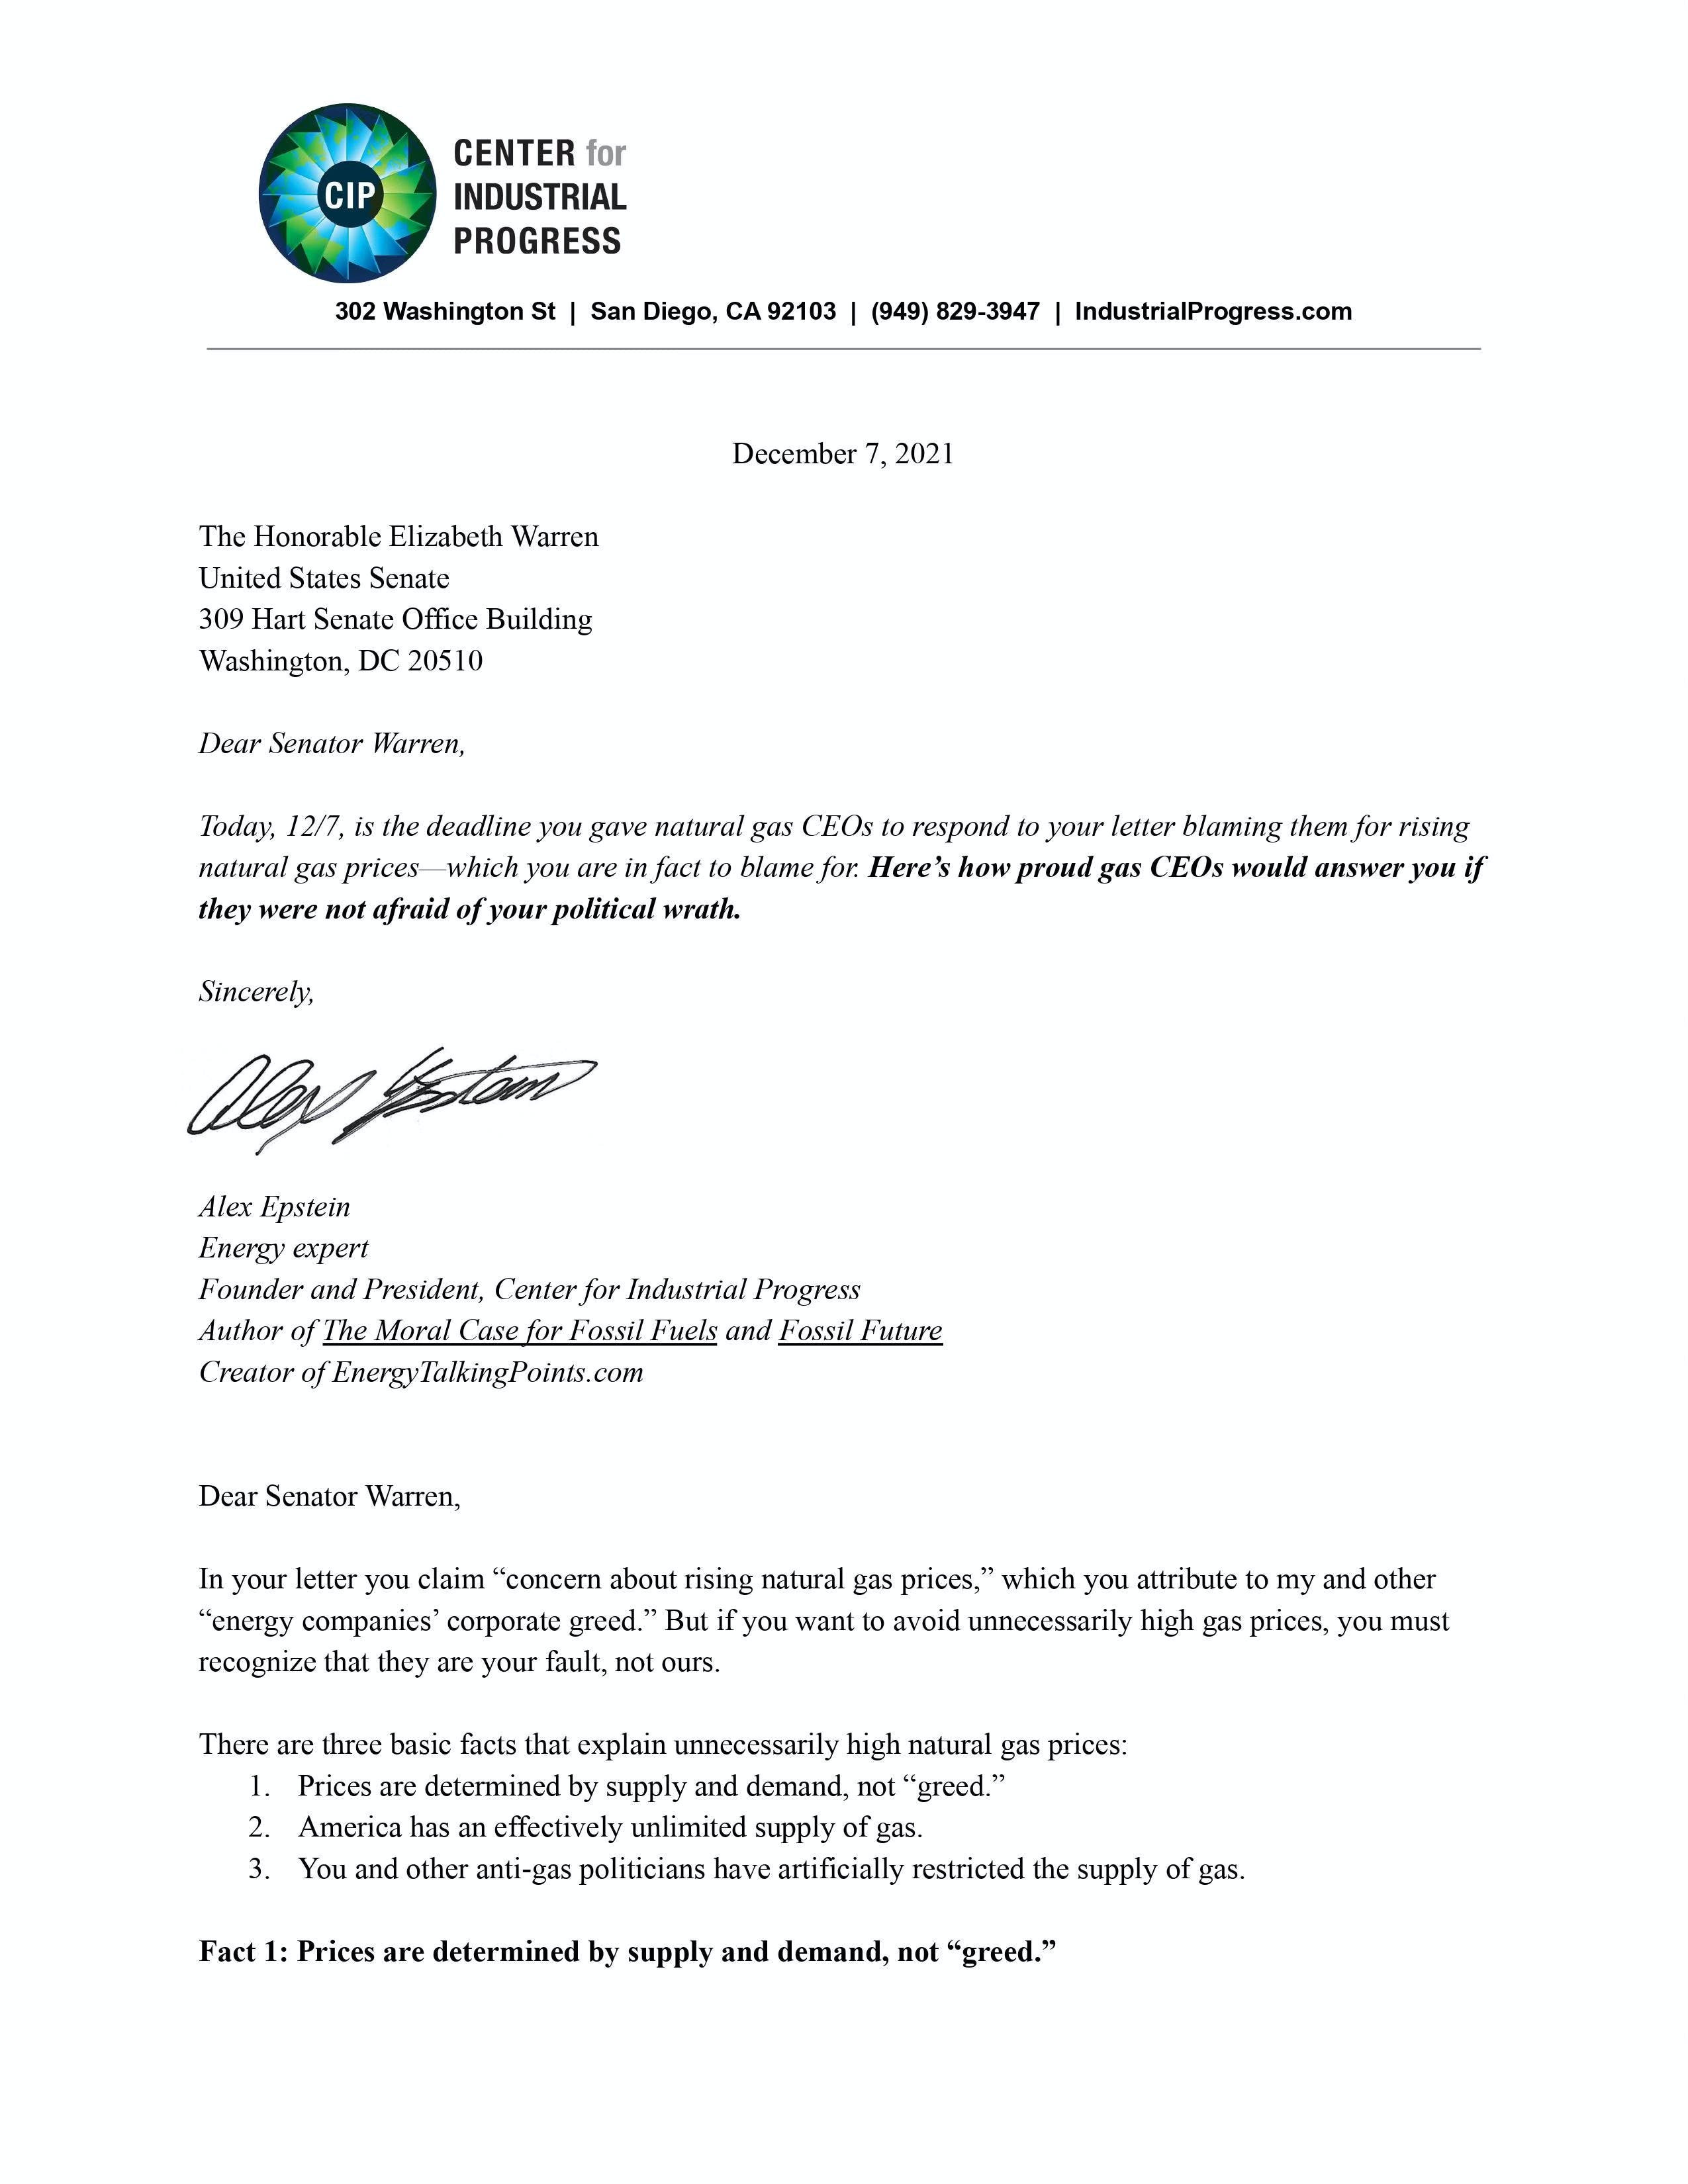 CIP
CENTER for
INDUSTRIAL
PROGRESS
302 Washington St | San Diego, CA 92103 | (949) 829-3947 | IndustrialProgress.com
December 7, 2021
The Honorable Elizabeth Warren
United States Senate
309 Hart Senate Office Building
Washington, DC 20510
Dear Senator Warren,
Today, 12/7, is the deadline you gave natural gas CEOs to respond to your letter blaming them for rising
natural gas prices—which you are in fact to blame for. Here’s how proud gas CEOs would answer you if
they were not afraid of your political wrath.
Sincerely,
Alex Epstein
Alex Epstein
Energy expert
Founder and President, Center for Industrial Progress
Author of The Moral Case for Fossil Fuels and Fossil Future
Creator of EnergyTalkingPoints.com
Dear Senator Warren,
In your letter you claim “concern about rising natural gas prices,” which you attribute to my and other
“energy companies’ corporate greed.” But if you want to avoid unnecessarily high gas prices, you must
recognize that they are your fault, not ours.
There are three basic facts that explain unnecessarily high natural gas prices:
1. Prices are determined by supply and demand, not “greed.”
2. America has an effectively unlimited supply of gas.
3. You and other anti-gas politicians have artificially restricted the supply of gas.
Fact 1: Prices are determined by supply and demand, not “greed.”